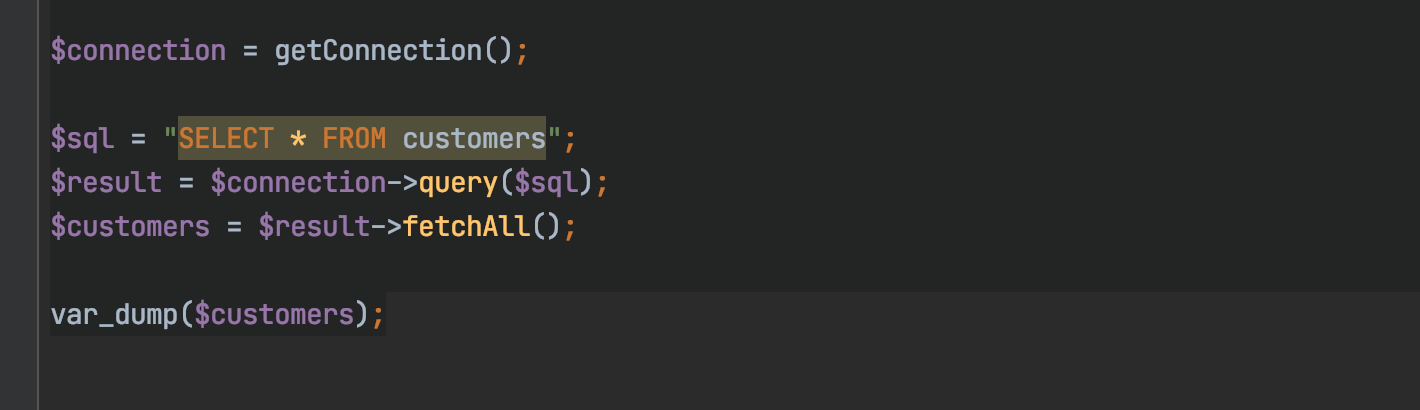 $connection = getConnection();
$sql = "SELECT * FROM customers";
$result = $connection->query($sql);
$customers = $result->fetchAll();
var_dump($customers);